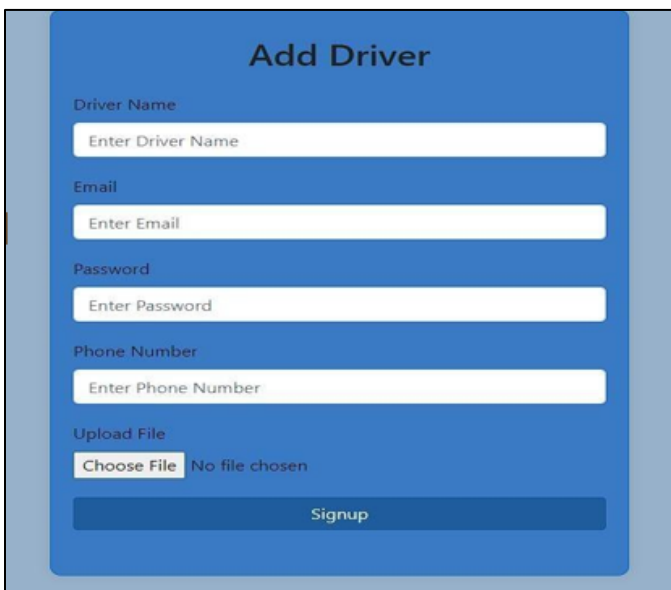 Add Driver
Driver Name
Enter Driver Name
Email
Enter Email
Password
Enter Password
Phone Number
Enter Phone Number
Upload File
Choose File No file chosen
Signup